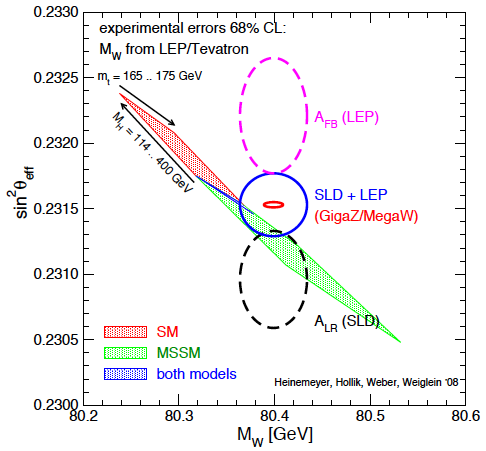 experimental errors 68% CL:
M_W from LEP/Tevatron
m_t = 165 .. 175 GeV
M_H = 114 .. 400 GeV
A_FB (LEP)
SLD + LEP
(GigaZ/MegaW)
A_LR (SLD)
SM
MSSM
both models
Heinemeyer, Hollik, Weber, Weiglein '08
sin²θ_eff
0.2330
0.2325
0.2320
0.2315
0.2310
0.2305
0.2300
80.2
80.3
80.4
80.5
80.6
M_W [GeV]